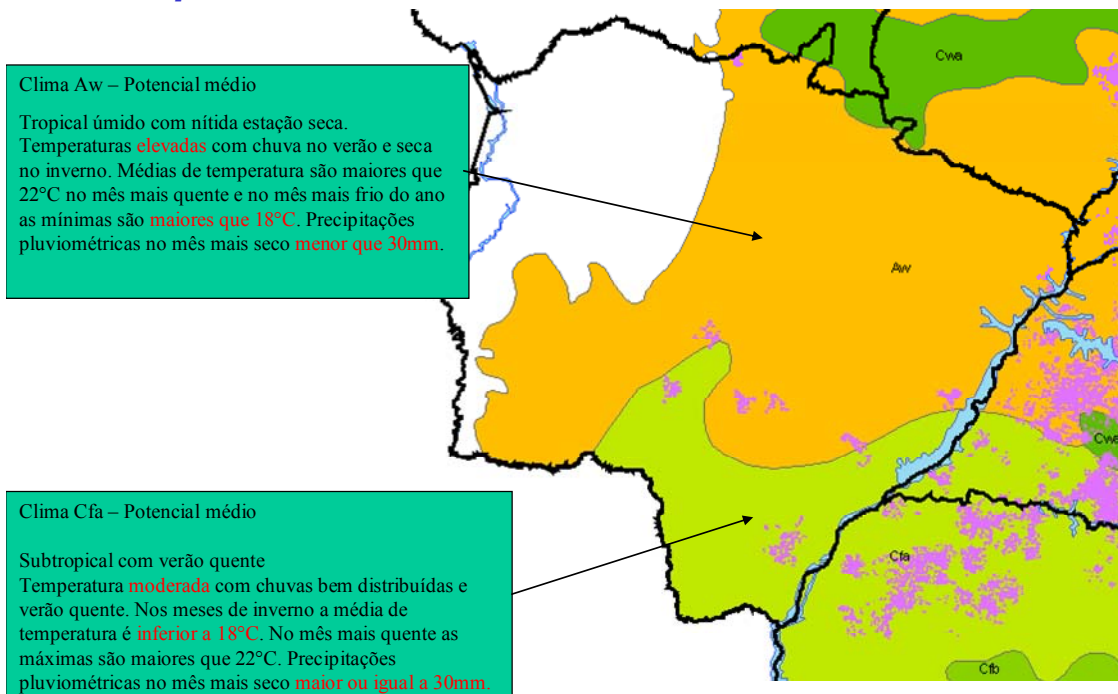 Clima Aw – Potencial médio
Tropical úmido com nítida estação seca.
Temperaturas elevadas com chuva no verão e seca
no inverno. Médias de temperatura são maiores que
22°C no mês mais quente e no mês mais frio do ano
as mínimas são maiores que 18°C. Precipitações
pluviométricas no mês mais seco menor que 30mm.
Cwa
Aw
Cwa
Clima Cfa – Potencial médio
Subtropical com verão quente
Temperatura moderada com chuvas bem distribuídas e
verão quente. Nos meses de inverno a média de
temperatura é inferior a 18°C. No mês mais quente as
máximas são maiores que 22°C. Precipitações
pluviométricas no mês mais seco maior ou igual a 30mm.
Cfa
Cfb